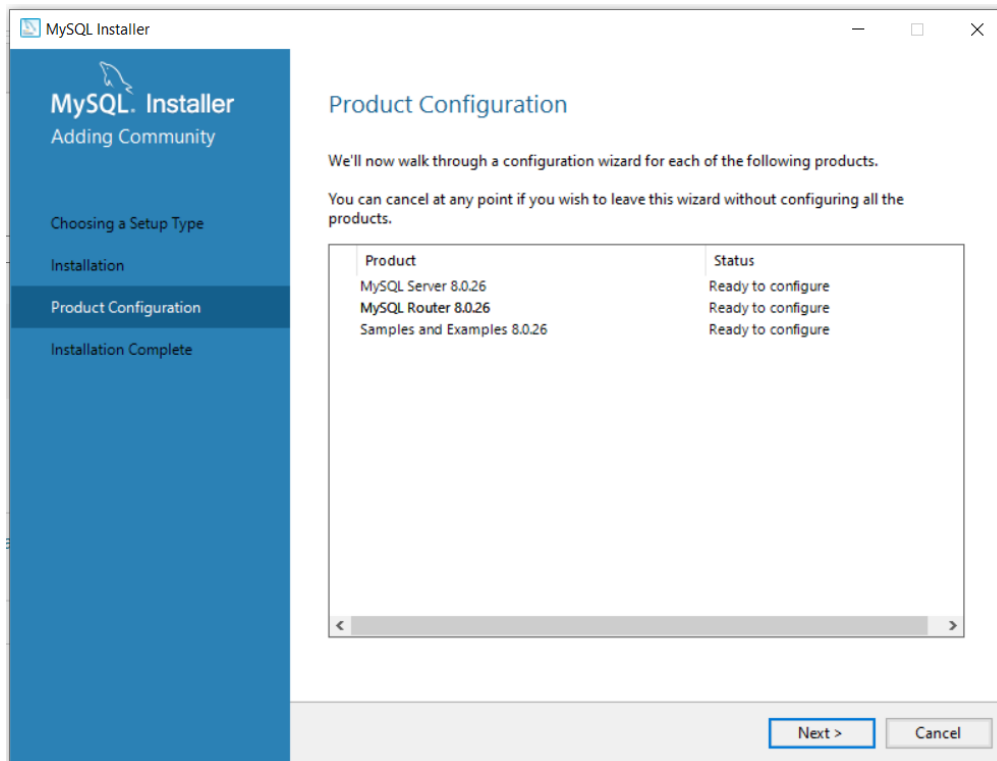 MySQL Installer
MySQL. Installer
Adding Community
Choosing a Setup Type
Installation
Product Configuration
Installation Complete
Product Configuration
We'll now walk through a configuration wizard for each of the following products.
You can cancel at any point if you wish to leave this wizard without configuring all the
products.
Product Status
MySQL Server 8.0.26 Ready to configure
MySQL Router 8.0.26 Ready to configure
Samples and Examples 8.0.26 Ready to configure
Next > Cancel